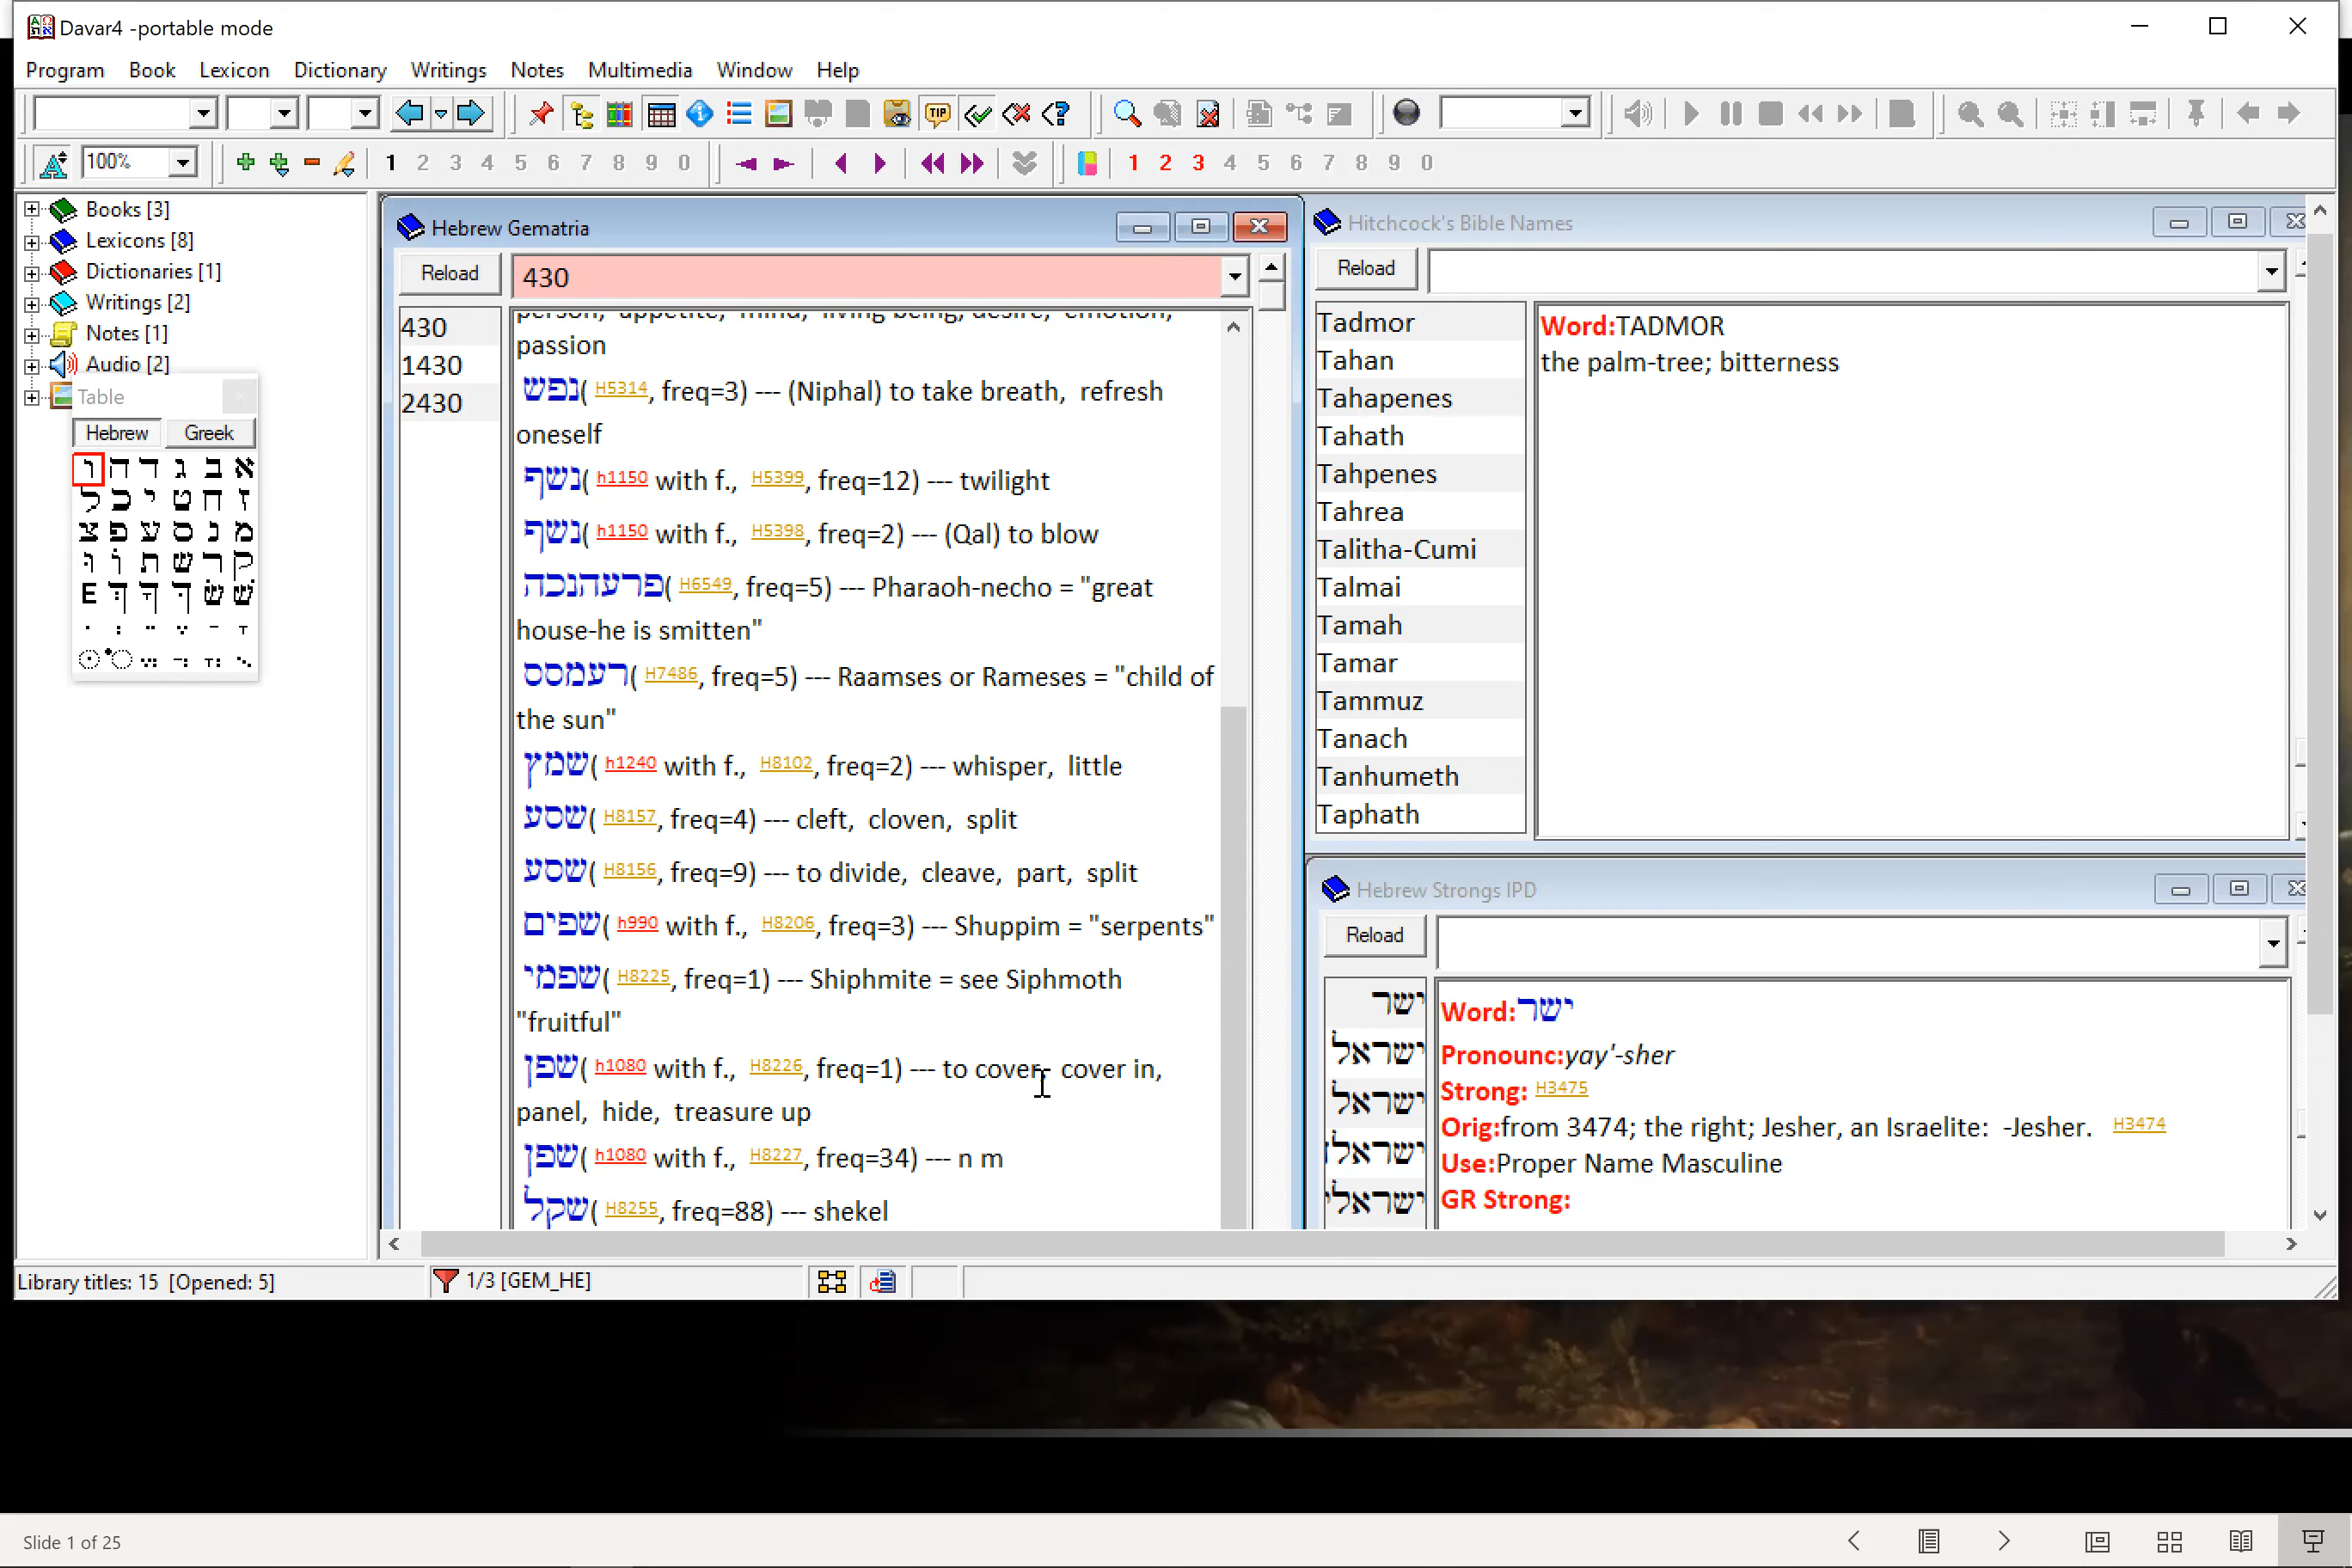 Davar4 -portable mode
Program Book Lexicon Dictionary Writings Notes Multimedia Window Help
TIP
100% 1 2 3 4 5 6 7 8 9 0 1 2 3 4 5 6 7 8 9 0
Books [3]
Lexicons [8]
Dictionaries [1]
Writings [2]
Notes [1]
Audio [2]
Table
Hebrew Greek
ו ה ד ג ב א
ל כ י ט ח ז
צ פ ע ס נ מ
וּ וֹ ת ש ר ק
E ךְּ ךָ ך שׂ שׁ
Hebrew Gematria
Reload 430
430
1430
2430
person, appetite, mind, living being, desire, emotion,
passion
נפש( H5314, freq=3) --- (Niphal) to take breath, refresh
oneself
נשף( h1150 with f., H5399, freq=12) --- twilight
נשף( h1150 with f., H5398, freq=2) --- (Qal) to blow
פרעהנכה( H6549, freq=5) --- Pharaoh-necho = "great
house-he is smitten"
רעמסס( H7486, freq=5) --- Raamses or Rameses = "child of
the sun"
שמץ( h1240 with f., H8102, freq=2) --- whisper, little
שסע( H8157, freq=4) --- cleft, cloven, split
שסע( H8156, freq=9) --- to divide, cleave, part, split
שפים( h990 with f., H8206, freq=3) --- Shuppim = "serpents"
שפמי( H8225, freq=1) --- Shiphmite = see Siphmoth
"fruitful"
שפן( h1080 with f., H8226, freq=1) --- to cover, cover in,
panel, hide, treasure up
שפן( h1080 with f., H8227, freq=34) --- n m
שקל( H8255, freq=88) --- shekel
Hitchcock's Bible Names
Reload
Tadmor
Tahan
Tahapenes
Tahath
Tahpenes
Tahrea
Talitha-Cumi
Talmai
Tamah
Tamar
Tammuz
Tanach
Tanhumeth
Taphath
Word:TADMOR
the palm-tree; bitterness
Hebrew Strongs IPD
Reload
ישר
ישראל
ישראל
ישראל
ישראלי
Word:ישר
Pronounc:yay'-sher
Strong: H3475
Orig:from 3474; the right; Jesher, an Israelite: -Jesher. H3474
Use:Proper Name Masculine
GR Strong:
Library titles: 15 [Opened: 5] 1/3 [GEM_HE]
Slide 1 of 25